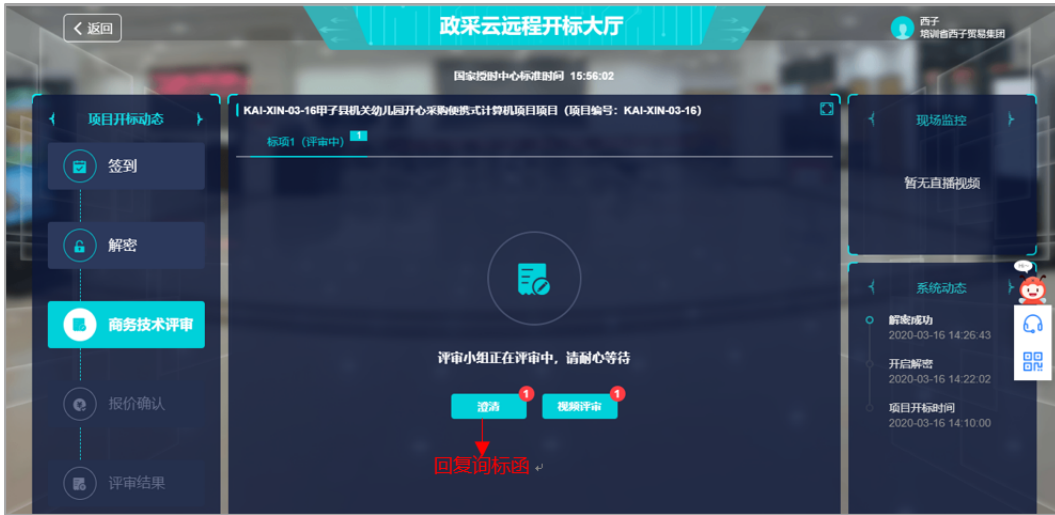 返回
政采云远程开标大厅
西子
培训省西子贸易集团
国家授时中心标准时间 15:56:02
项目开标动态
签到
解密
商务技术评审
报价确认
评审结果
KAI-XIN-03-16甲子县机关幼儿园开心采购便携式计算机项目项目（项目编号：KAI-XIN-03-16）
标项1（评审中） 1
评审小组正在评审中，请耐心等待
澄清 1
视频评审 1
回复询标函
现场监控
暂无直播视频
系统动态
解密成功
2020-03-16 14:26:43
开启解密
2020-03-16 14:22:02
项目开标时间
2020-03-16 14:10:00